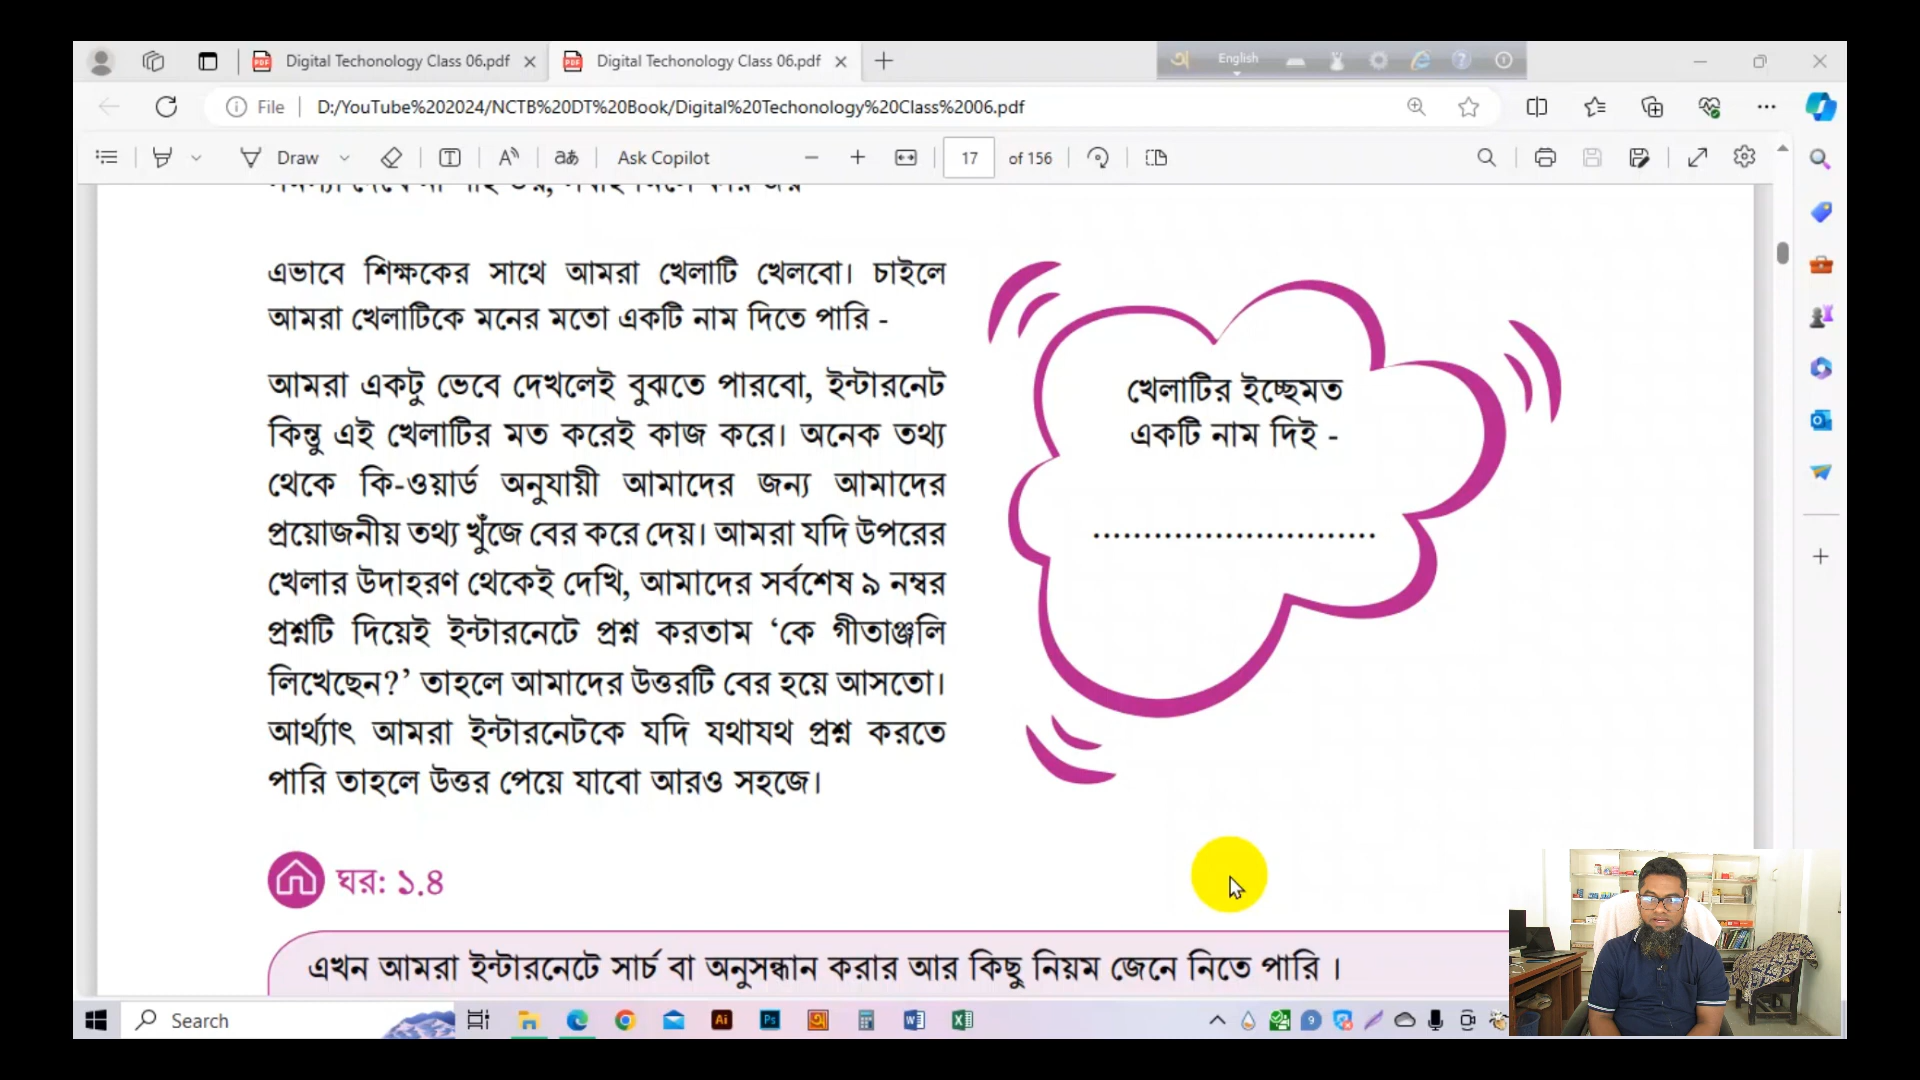 Digital Techonology Class 06.pdf
Digital Techonology Class 06.pdf
English
File
D:/YouTube%202024/NCTB%20DT%20Book/Digital%20Techonology%20Class%2006.pdf
Draw
Ask Copilot
17
of 156
এভাবে শিক্ষকের সাথে আমরা খেলাটি খেলবো। চাইলে
আমরা খেলাটিকে মনের মতো একটি নাম দিতে পারি -
আমরা একটু ভেবে দেখলেই বুঝতে পারবো, ইন্টারনেট
কিন্তু এই খেলাটির মত করেই কাজ করে। অনেক তথ্য
থেকে কি-ওয়ার্ড অনুযায়ী আমাদের জন্য আমাদের
প্রয়োজনীয় তথ্য খুঁজে বের করে দেয়। আমরা যদি উপরের
খেলার উদাহরণ থেকেই দেখি, আমাদের সর্বশেষ ৯ নম্বর
প্রশ্নটি দিয়েই ইন্টারনেটে প্রশ্ন করতাম ‘কে গীতাঞ্জলি
লিখেছেন?’ তাহলে আমাদের উত্তরটি বের হয়ে আসতো।
আর্থ্যাৎ আমরা ইন্টারনেটকে যদি যথাযথ প্রশ্ন করতে
পারি তাহলে উত্তর পেয়ে যাবো আরও সহজে।
খেলাটির ইচ্ছেমত
একটি নাম দিই -
............................
ঘর: ১.৪
এখন আমরা ইন্টারনেটে সার্চ বা অনুসন্ধান করার আর কিছু নিয়ম জেনে নিতে পারি ।
Search